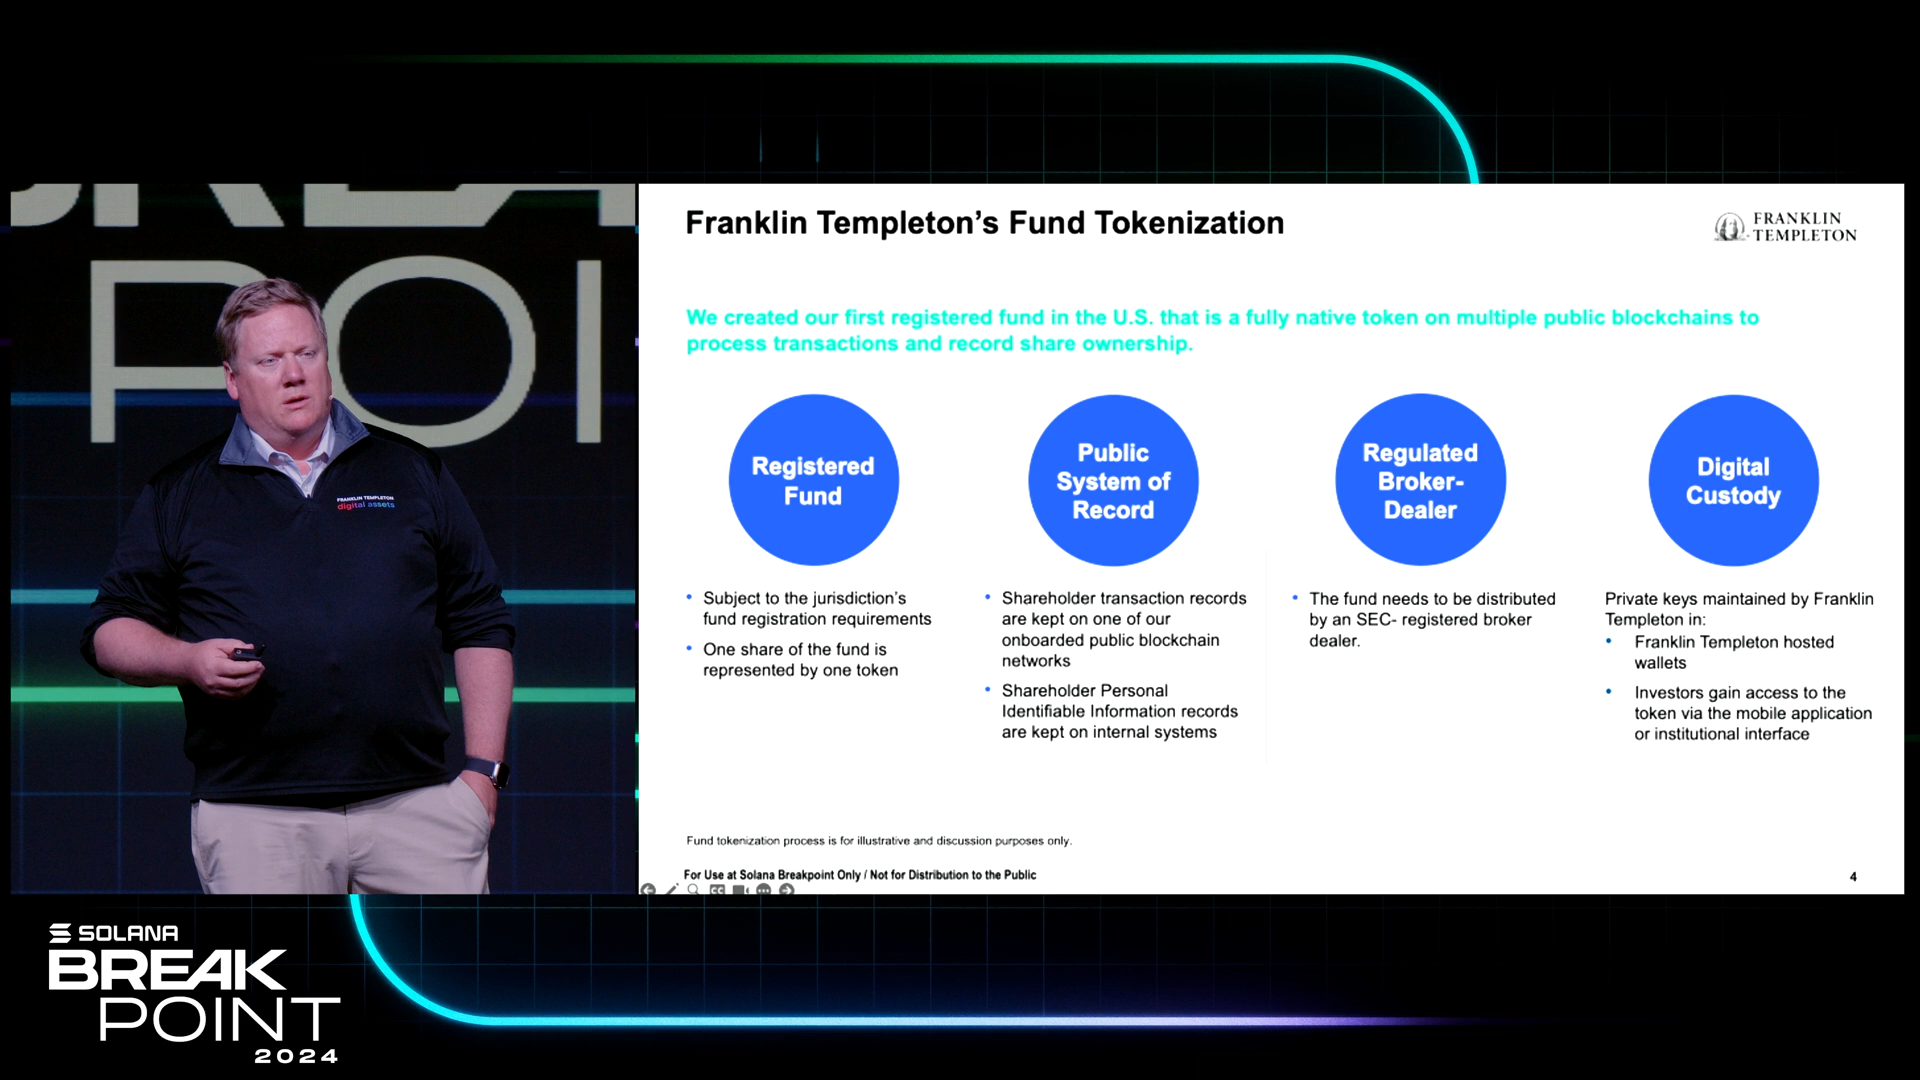 POI
FRANKLIN TEMPLETON
digital assets
Franklin Templeton’s Fund Tokenization
FRANKLIN
TEMPLETON
We created our first registered fund in the U.S. that is a fully native token on multiple public blockchains to
process transactions and record share ownership.
Registered
Fund
• Subject to the jurisdiction’s
fund registration requirements
• One share of the fund is
represented by one token
Public
System of
Record
• Shareholder transaction records
are kept on one of our
onboarded public blockchain
networks
• Shareholder Personal
Identifiable Information records
are kept on internal systems
Regulated
Broker-
Dealer
• The fund needs to be distributed
by an SEC- registered broker
dealer.
Digital
Custody
Private keys maintained by Franklin
Templeton in:
• Franklin Templeton hosted
wallets
• Investors gain access to the
token via the mobile application
or institutional interface
Fund tokenization process is for illustrative and discussion purposes only.
For Use at Solana Breakpoint Only / Not for Distribution to the Public
4
CC
SOLANA
BREAK
POINT
2024